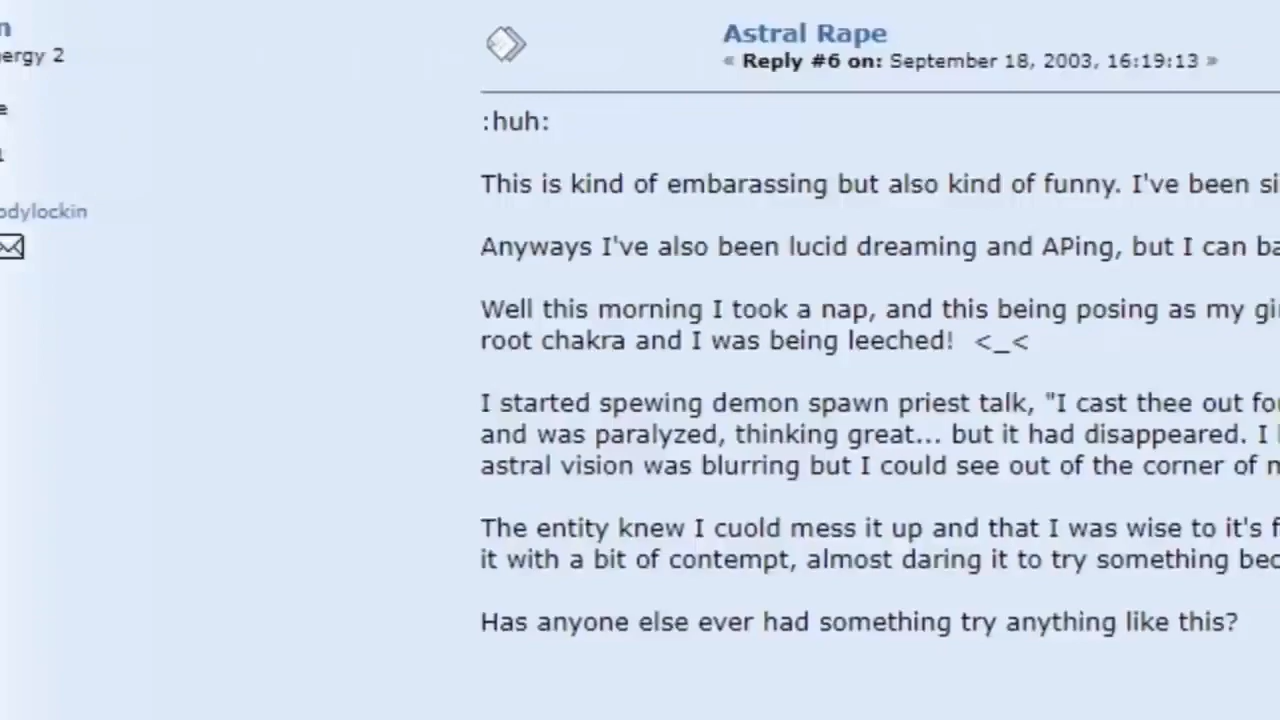 n
ergy 2
e
odylockin
Astral Rape
« Reply #6 on: September 18, 2003, 16:19:13 »
:huh:
This is kind of embarassing but also kind of funny. I've been si
Anyways I've also been lucid dreaming and APing, but I can ba
Well this morning I took a nap, and this being posing as my gi
root chakra and I was being leeched! <_<
I started spewing demon spawn priest talk, "I cast thee out fo
and was paralyzed, thinking great... but it had disappeared. I
astral vision was blurring but I could see out of the corner of m
The entity knew I cuold mess it up and that I was wise to it's f
it with a bit of contempt, almost daring it to try something bec
Has anyone else ever had something try anything like this?